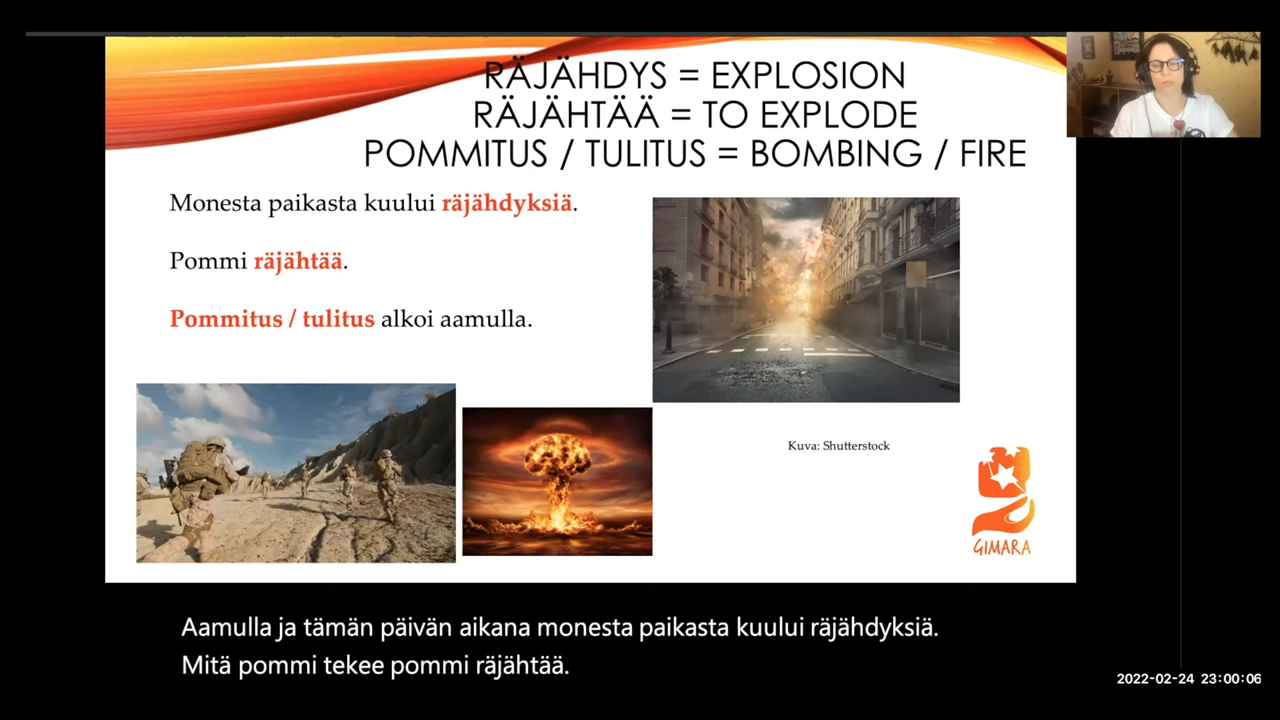 RÄJÄHDYS = EXPLOSION
RÄJÄHTÄÄ = TO EXPLODE
POMMITUS / TULITUS = BOMBING / FIRE
Monesta paikasta kuului räjähdyksiä.
Pommi räjähtää.
Pommitus / tulitus alkoi aamulla.
Kuva: Shutterstock
GIMARA
Aamulla ja tämän päivän aikana monesta paikasta kuului räjähdyksiä.
Mitä pommi tekee pommi räjähtää.
2022-02-24 23:00:06